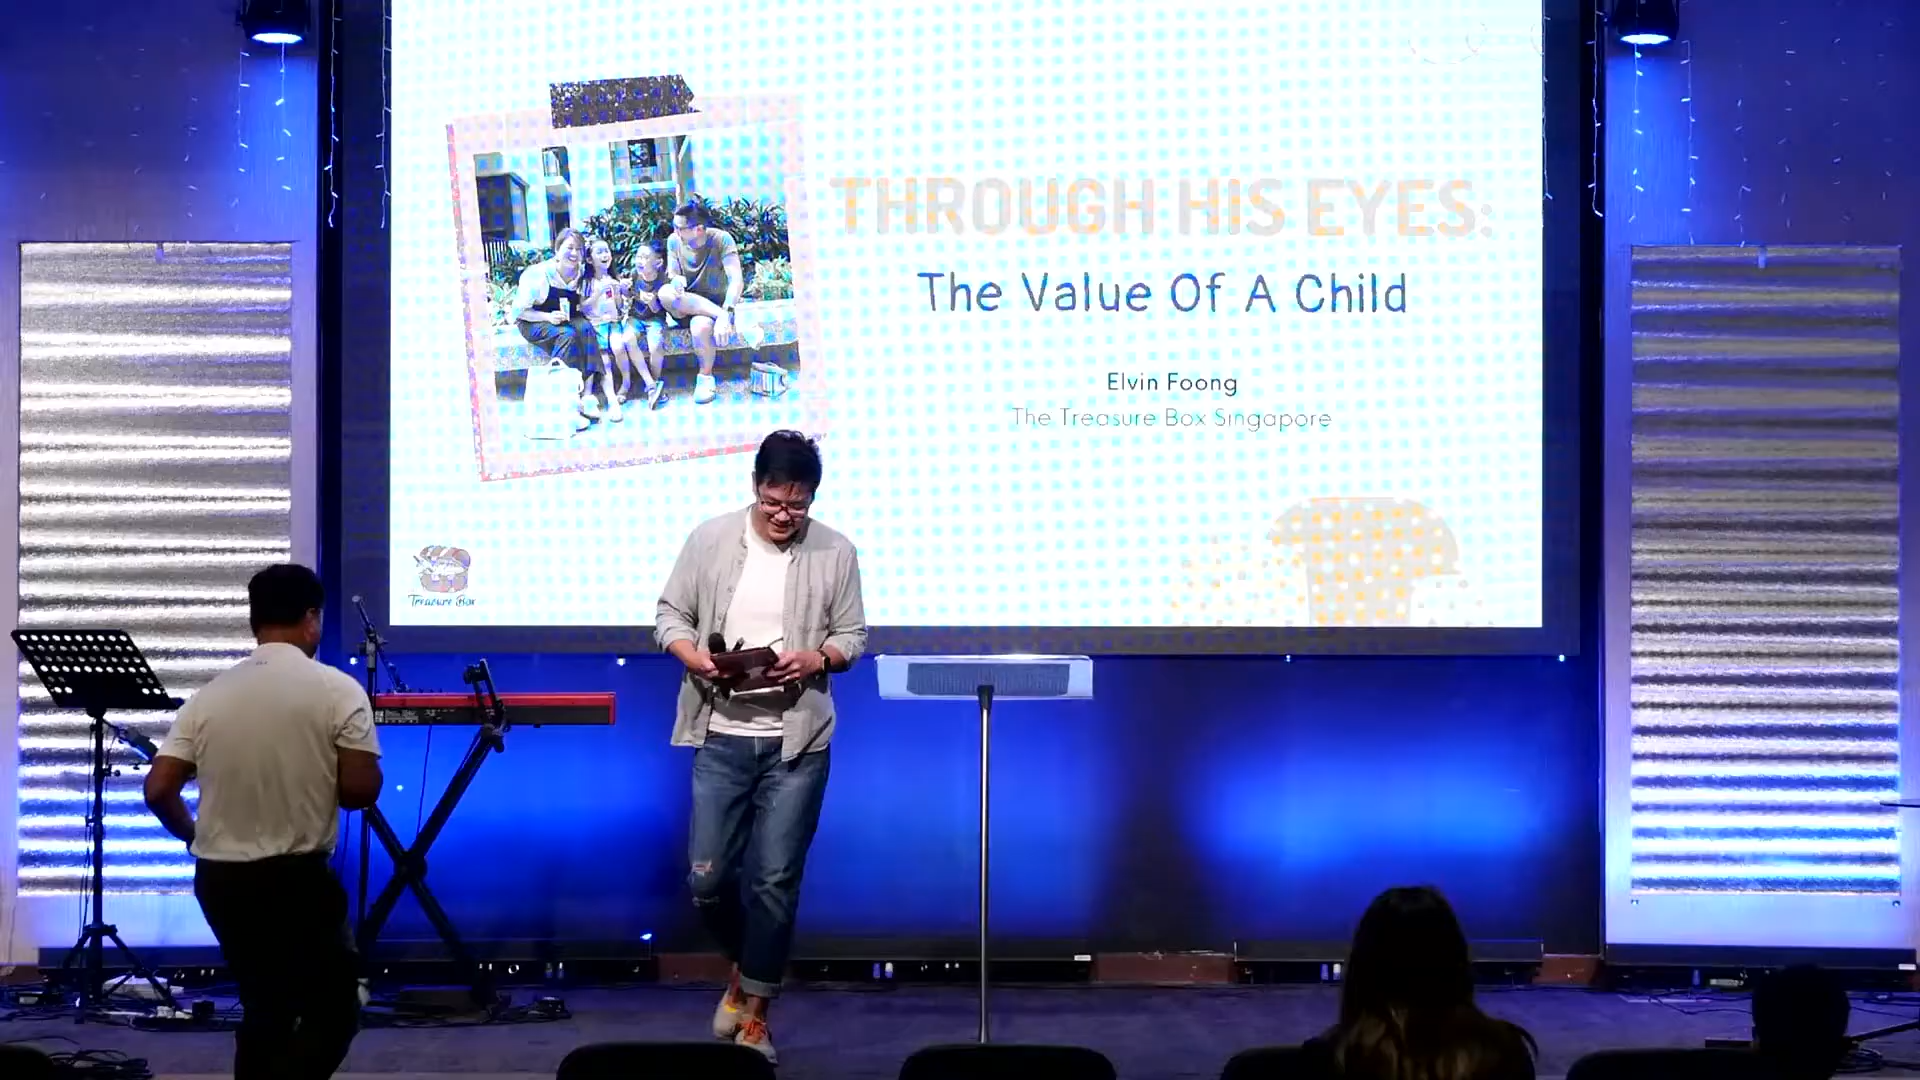 THROUGH HIS EYES:
The Value Of A Child
Elvin Foong
The Treasure Box Singapore
Treasure Box